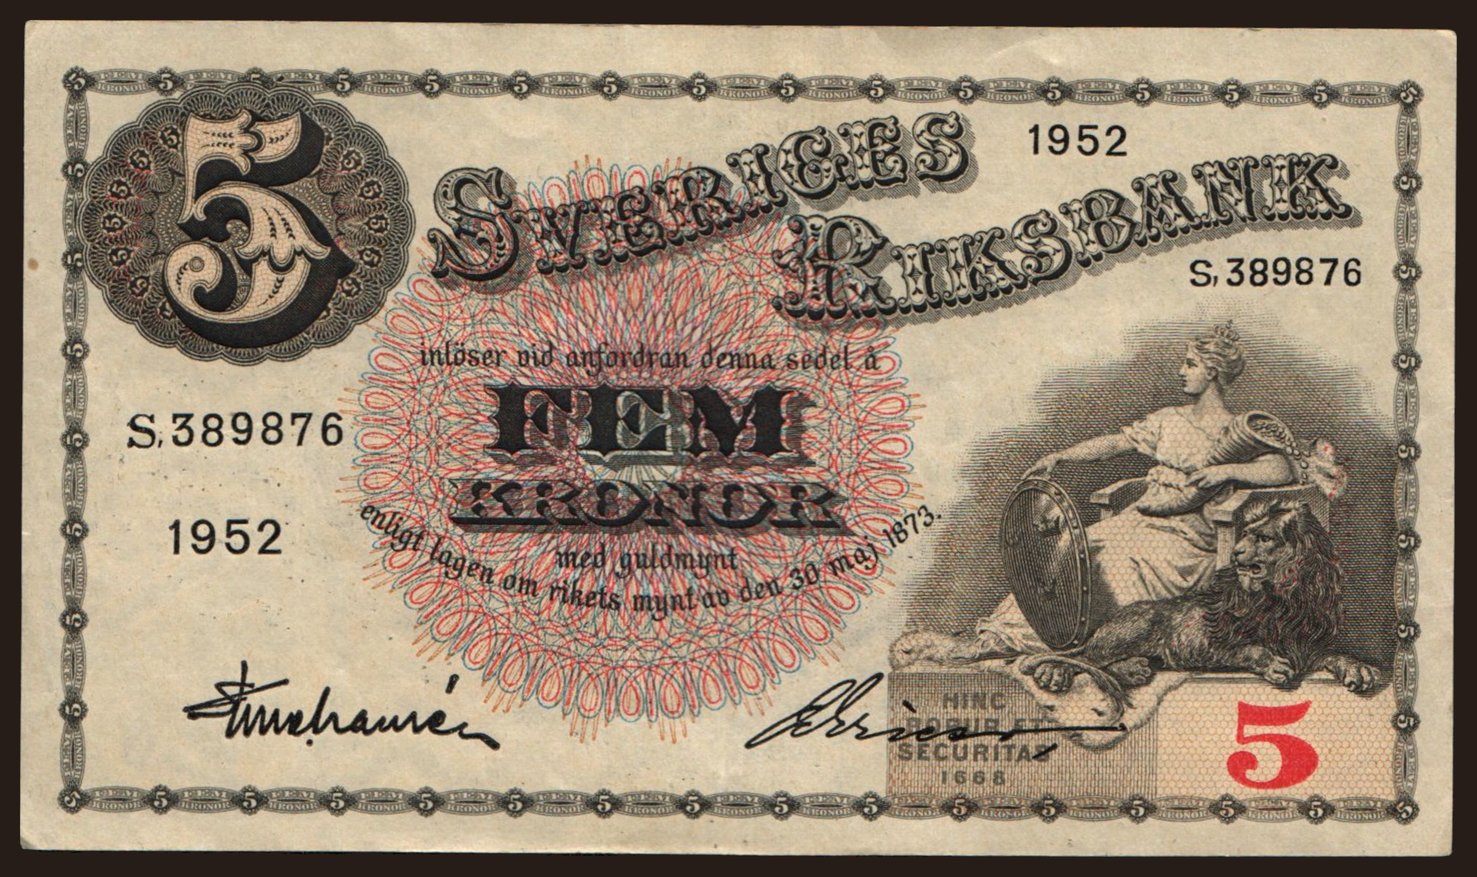 5
SVERIGES
RIKSBANK
1952
S,389876
inlöser vid anfordran denna sedel å
FEM
KRONOR
med guldmynt
enligt lagen om rikets mynt av den 30 maj 1873.
S,389876
1952
HINC
ROBUR ET
SECURITAS
1668
5